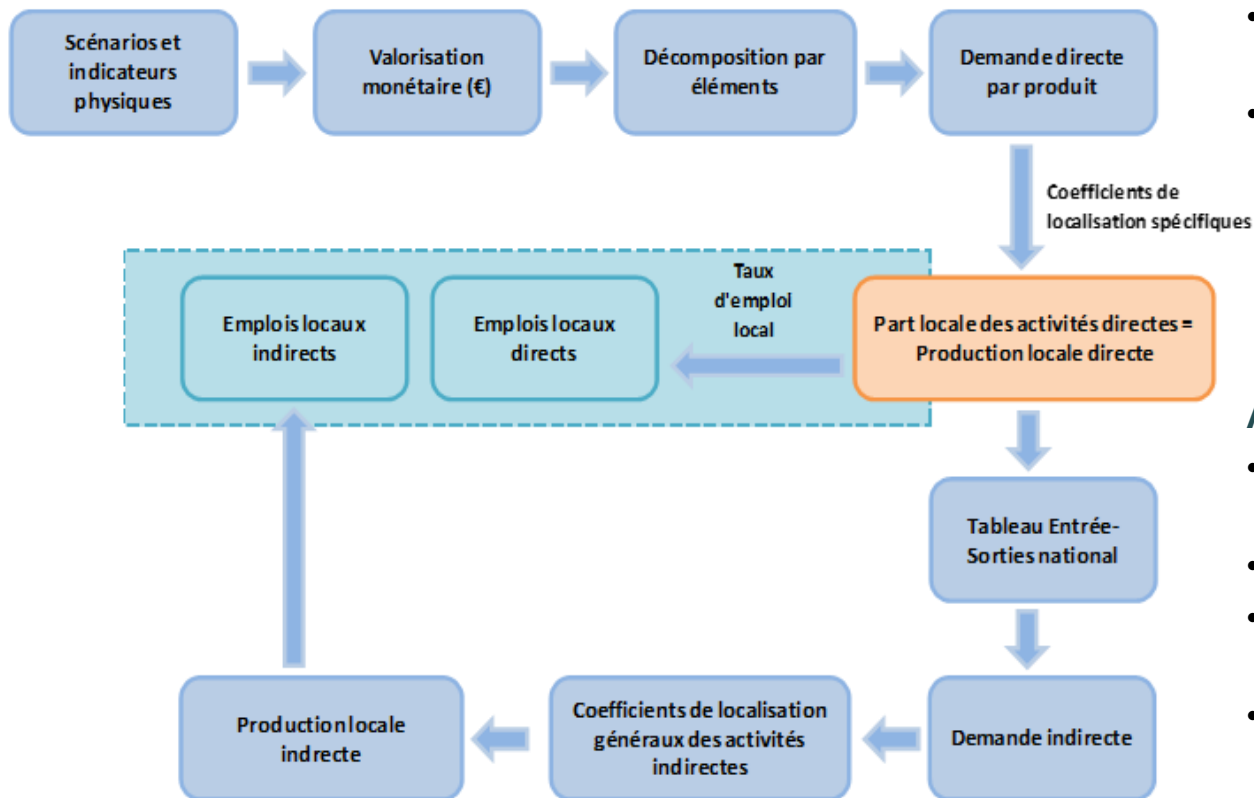 Scénarios et
indicateurs
physiques
Valorisation
monétaire (€)
Décomposition par
éléments
Demande directe
par produit
Coefficients de
localisation spécifiques
Taux
d'emploi
local
Emplois locaux
indirects
Emplois locaux
directs
Part locale des activités directes =
Production locale directe
Tableau Entrée-
Sorties national
Production locale
indrecte
Coefficients de localisation
généraux des activités
indirectes
Demande indirecte